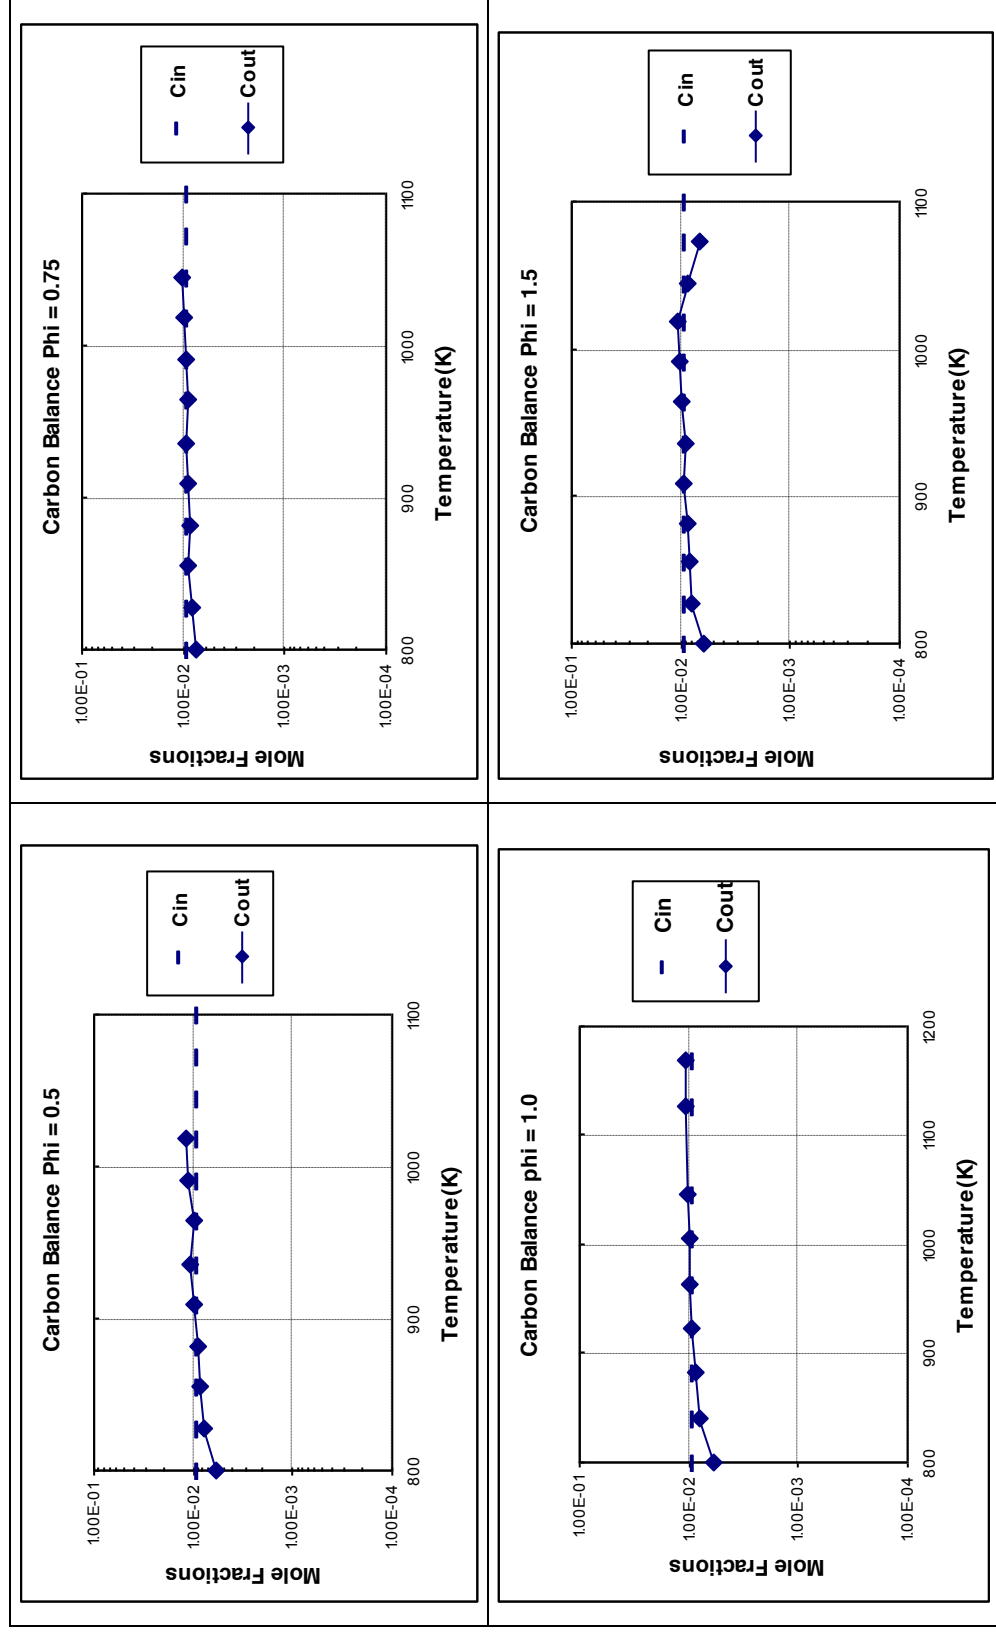 Carbon Balance Phi = 0.5
1.00E-01
1.00E-02
1.00E-03
1.00E-04
800
900
1000
1100
Mole Fractions
Temperature(K)
Cin
Cout
Carbon Balance Phi = 0.75
1.00E-01
1.00E-02
1.00E-03
1.00E-04
800
900
1000
1100
Mole Fractions
Temperature(K)
Cin
Cout
Carbon Balance phi = 1.0
1.00E-01
1.00E-02
1.00E-03
1.00E-04
800
900
1000
1100
1200
Mole Fractions
Temperature(K)
Cin
Cout
Carbon Balance Phi = 1.5
1.00E-01
1.00E-02
1.00E-03
1.00E-04
800
900
1000
1100
Mole Fractions
Temperature(K)
Cin
Cout